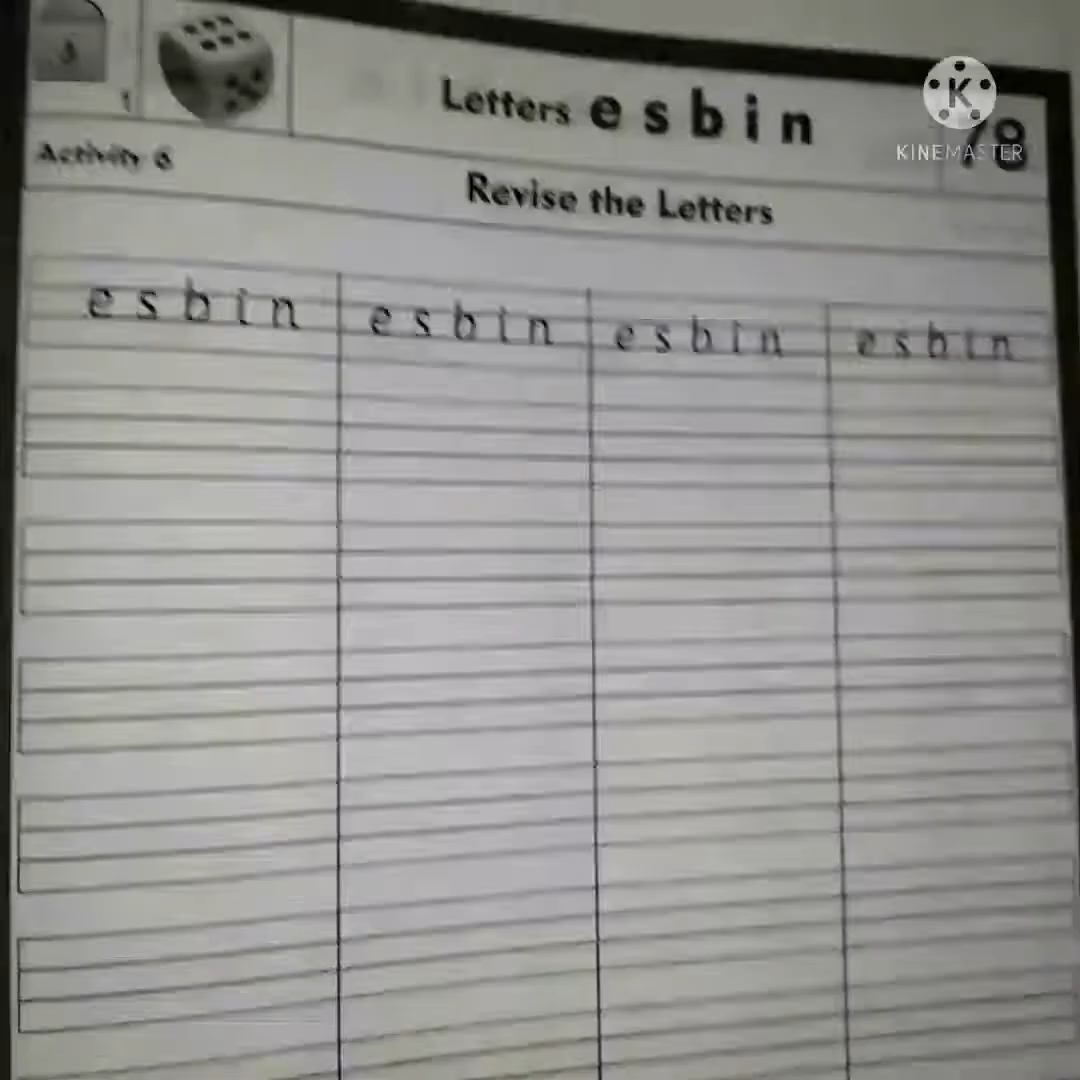 Letters e s b i n
78
KINEMASTER
Activity 6
Revise the Letters
e s b i n e s b i n e s b i n e s b i n